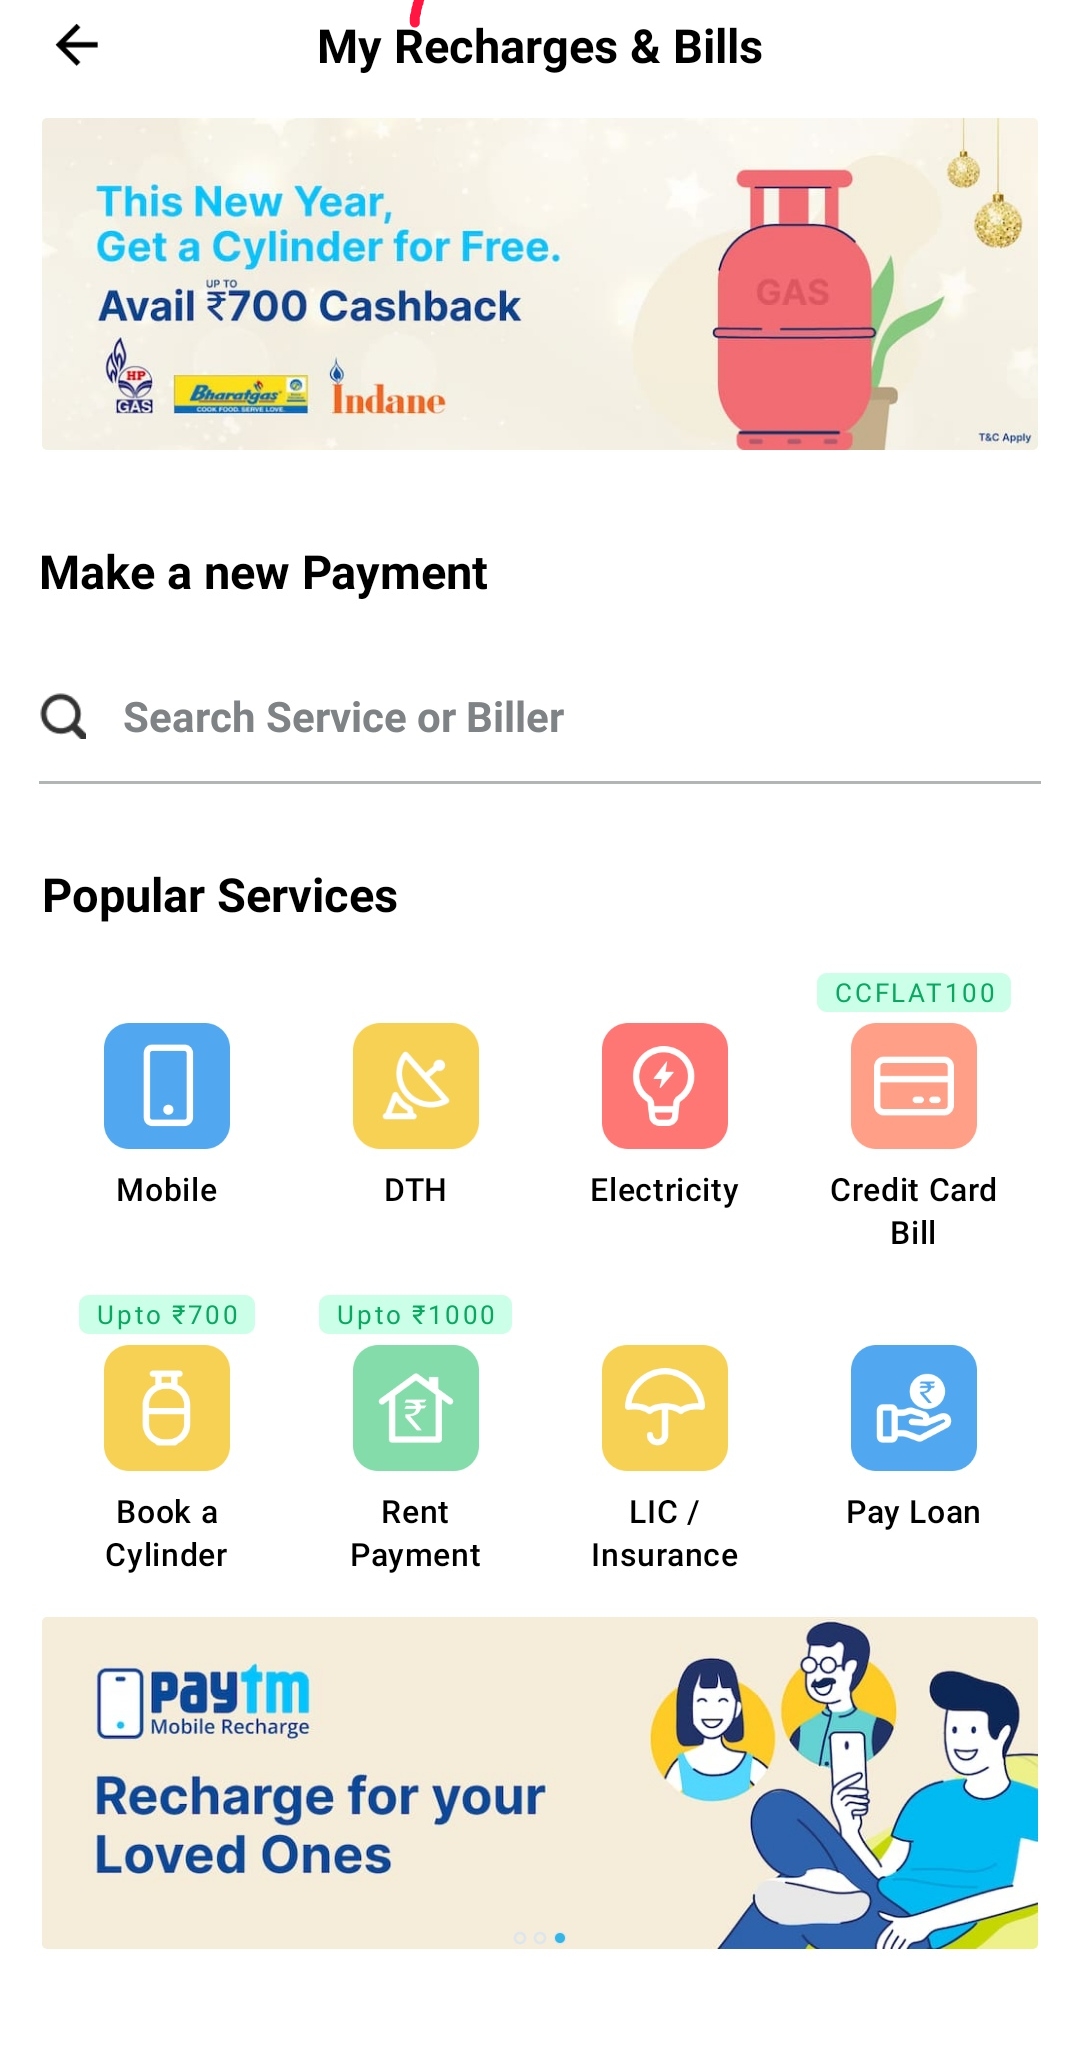 My Recharges & Bills
This New Year,
Get a Cylinder for Free.
UP TO
Avail ₹700 Cashback
HP
GAS
Bharatgas
COOK FOOD. SERVE LOVE.
Indane
GAS
T&C Apply
Make a new Payment
Search Service or Biller
Popular Services
CCFLAT100
Mobile
DTH
Electricity
Credit Card
Bill
Upto ₹700
Upto ₹1000
Book a
Cylinder
Rent
Payment
LIC /
Insurance
Pay Loan
paytm
Mobile Recharge
Recharge for your
Loved Ones